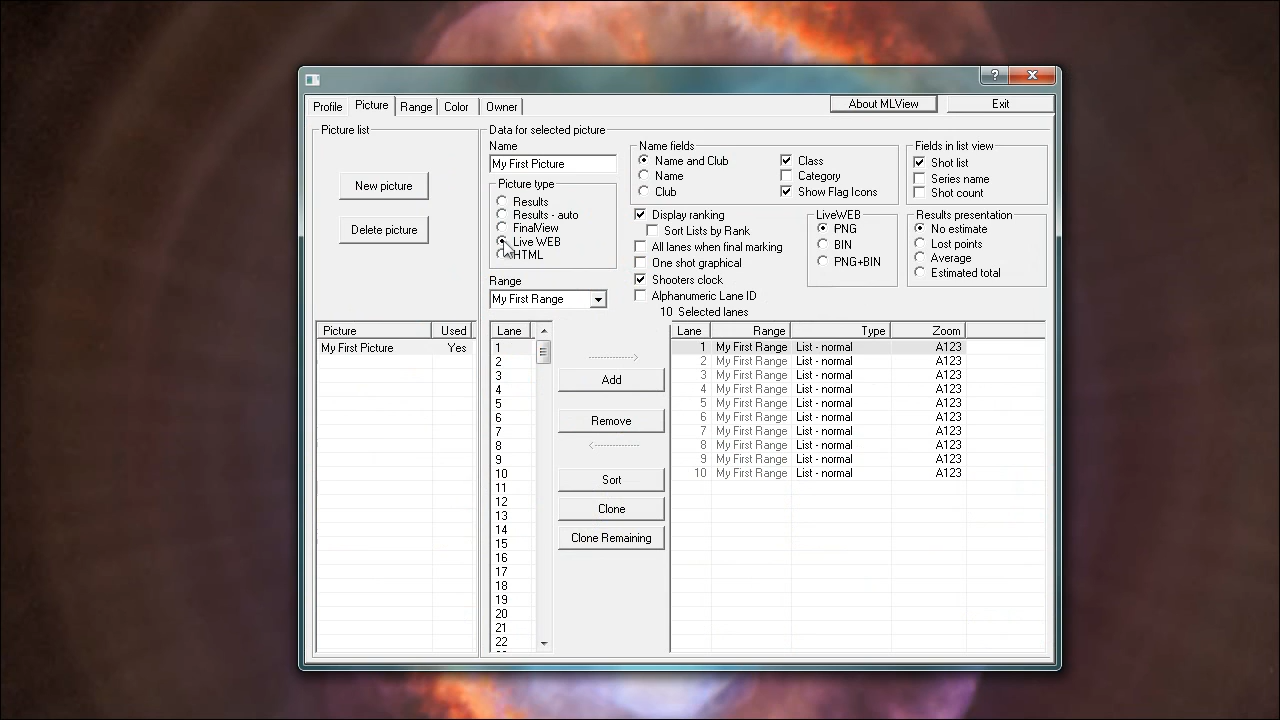 ?
Profile Picture Range Color Owner About MLView Exit
Picture list
New picture
Delete picture
Data for selected picture
Name
My First Picture
Picture type
Results
Results - auto
FinalView
Live WEB
HTML
Range
My First Range
Name fields
Name and Club
Name
Club
Class
Category
Show Flag Icons
Fields in list view
Shot list
Series name
Shot count
Display ranking
Sort Lists by Rank
All lanes when final marking
One shot graphical
Shooters clock
Alphanumeric Lane ID
10 Selected lanes
LiveWEB
PNG
BIN
PNG+BIN
Results presentation
No estimate
Lost points
Average
Estimated total
Picture Used
My First Picture Yes
Lane
1
2
3
4
5
6
7
8
9
10
11
12
13
14
15
16
17
18
19
20
21
22
Add
Remove
Sort
Clone
Clone Remaining
Lane Range Type Zoom
1 My First Range List - normal A123
2 My First Range List - normal A123
3 My First Range List - normal A123
4 My First Range List - normal A123
5 My First Range List - normal A123
6 My First Range List - normal A123
7 My First Range List - normal A123
8 My First Range List - normal A123
9 My First Range List - normal A123
10 My First Range List - normal A123